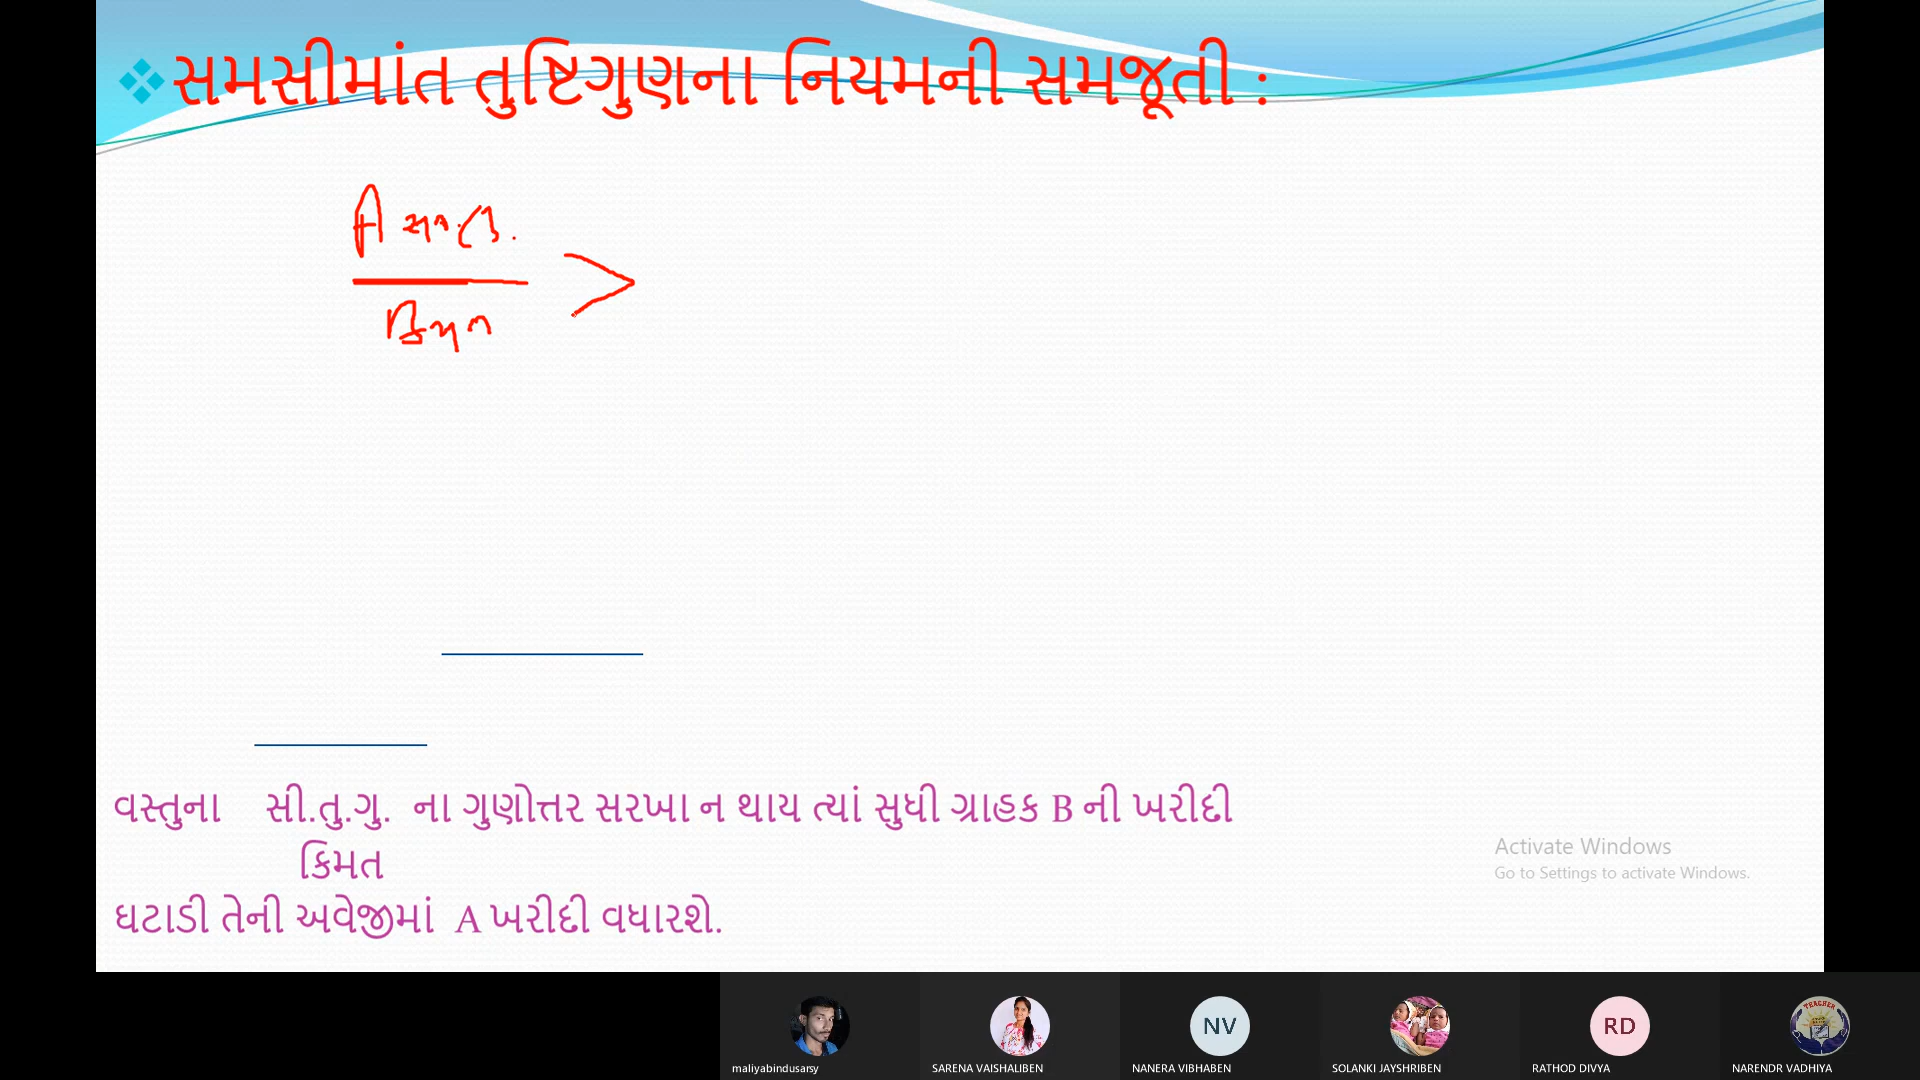 સમસીમાંત તુષ્ટિગુણના નિયમની સમજૂતી :
A
>
કિંમત
વસ્તુના સી.તુ.ગુ. ના ગુણોત્તર સરખા ન થાય ત્યાં સુધી ગ્રાહક B ની ખરીદી
કિંમત
ઘટાડી તેની અવેજીમાં A ખરીદી વધારશે.
Activate Windows
Go to Settings to activate Windows.
NV
RD
TEACHER
maliyabindusarsy
SARENA VAISHALIBEN
NANERA VIBHABEN
SOLANKI JAYSHRIBEN
RATHOD DIVYA
NARENDR VADHIYA